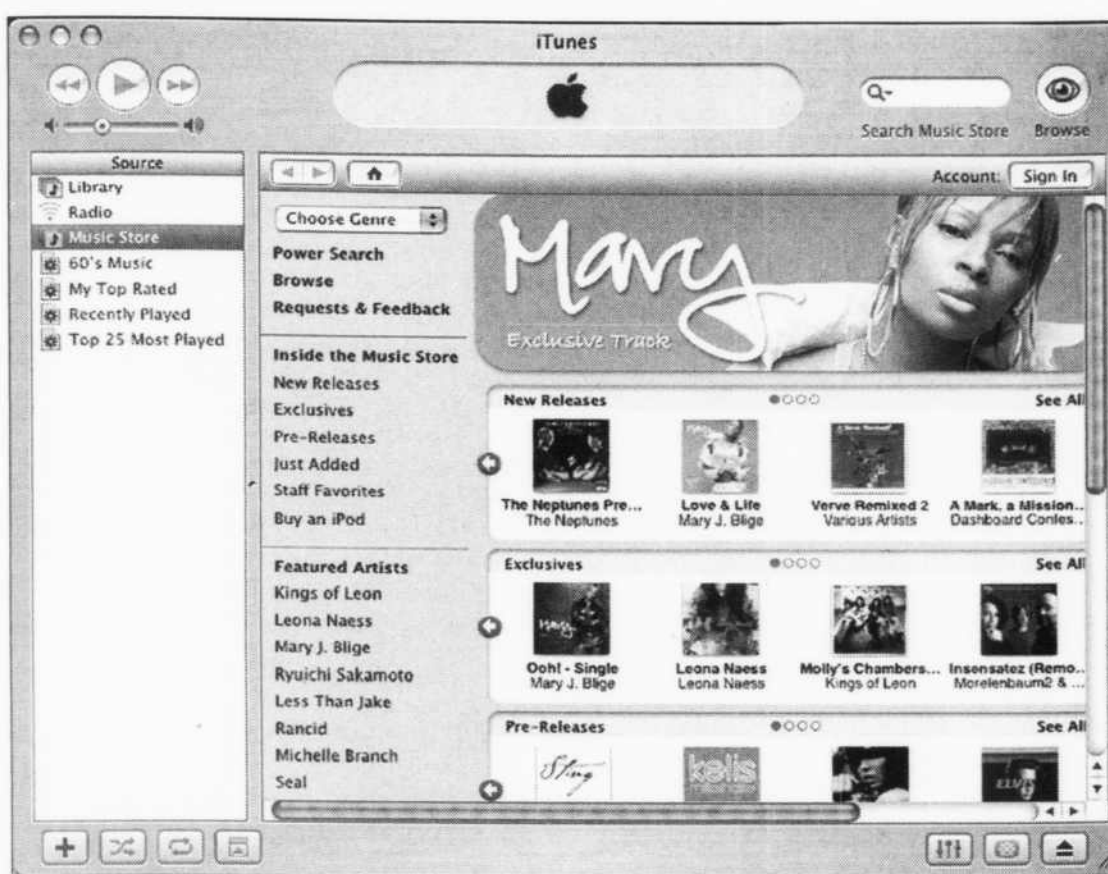 iTunes
Search Music Store
Browse
Source
Library
Radio
Music Store
60's Music
My Top Rated
Recently Played
Top 25 Most Played
Account:
Sign In
Choose Genre
Power Search
Browse
Requests & Feedback
Inside the Music Store
New Releases
Exclusives
Pre-Releases
Just Added
Staff Favorites
Buy an iPod
Featured Artists
Kings of Leon
Leona Naess
Mary J. Blige
Ryuichi Sakamoto
Less Than Jake
Rancid
Michelle Branch
Seal
Mary
Exclusive Track
New Releases
See All
The Neptunes Pre...
The Neptunes
Love & Life
Mary J. Blige
Verve Remixed 2
Various Artists
A Mark, a Mission...
Dashboard Confes...
Exclusives
See All
mary
Ooh! - Single
Mary J. Blige
Leona Naess
Leona Naess
Molly's Chambers...
Kings of Leon
Insensatez (Remo...
Morelenbaum2 & ...
Pre-Releases
See All
Sting
kelis
ELVIS